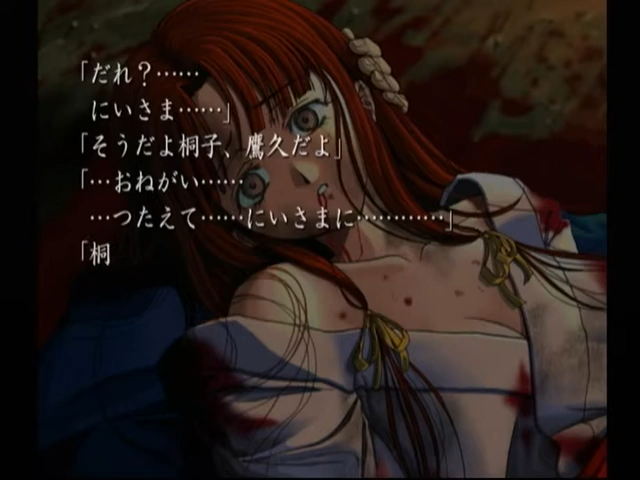 「だれ？……
にいさま……」
「そうだよ桐子、鷹久だよ」
「…おねがい……
…つたえて……にいさまに…………」
「桐